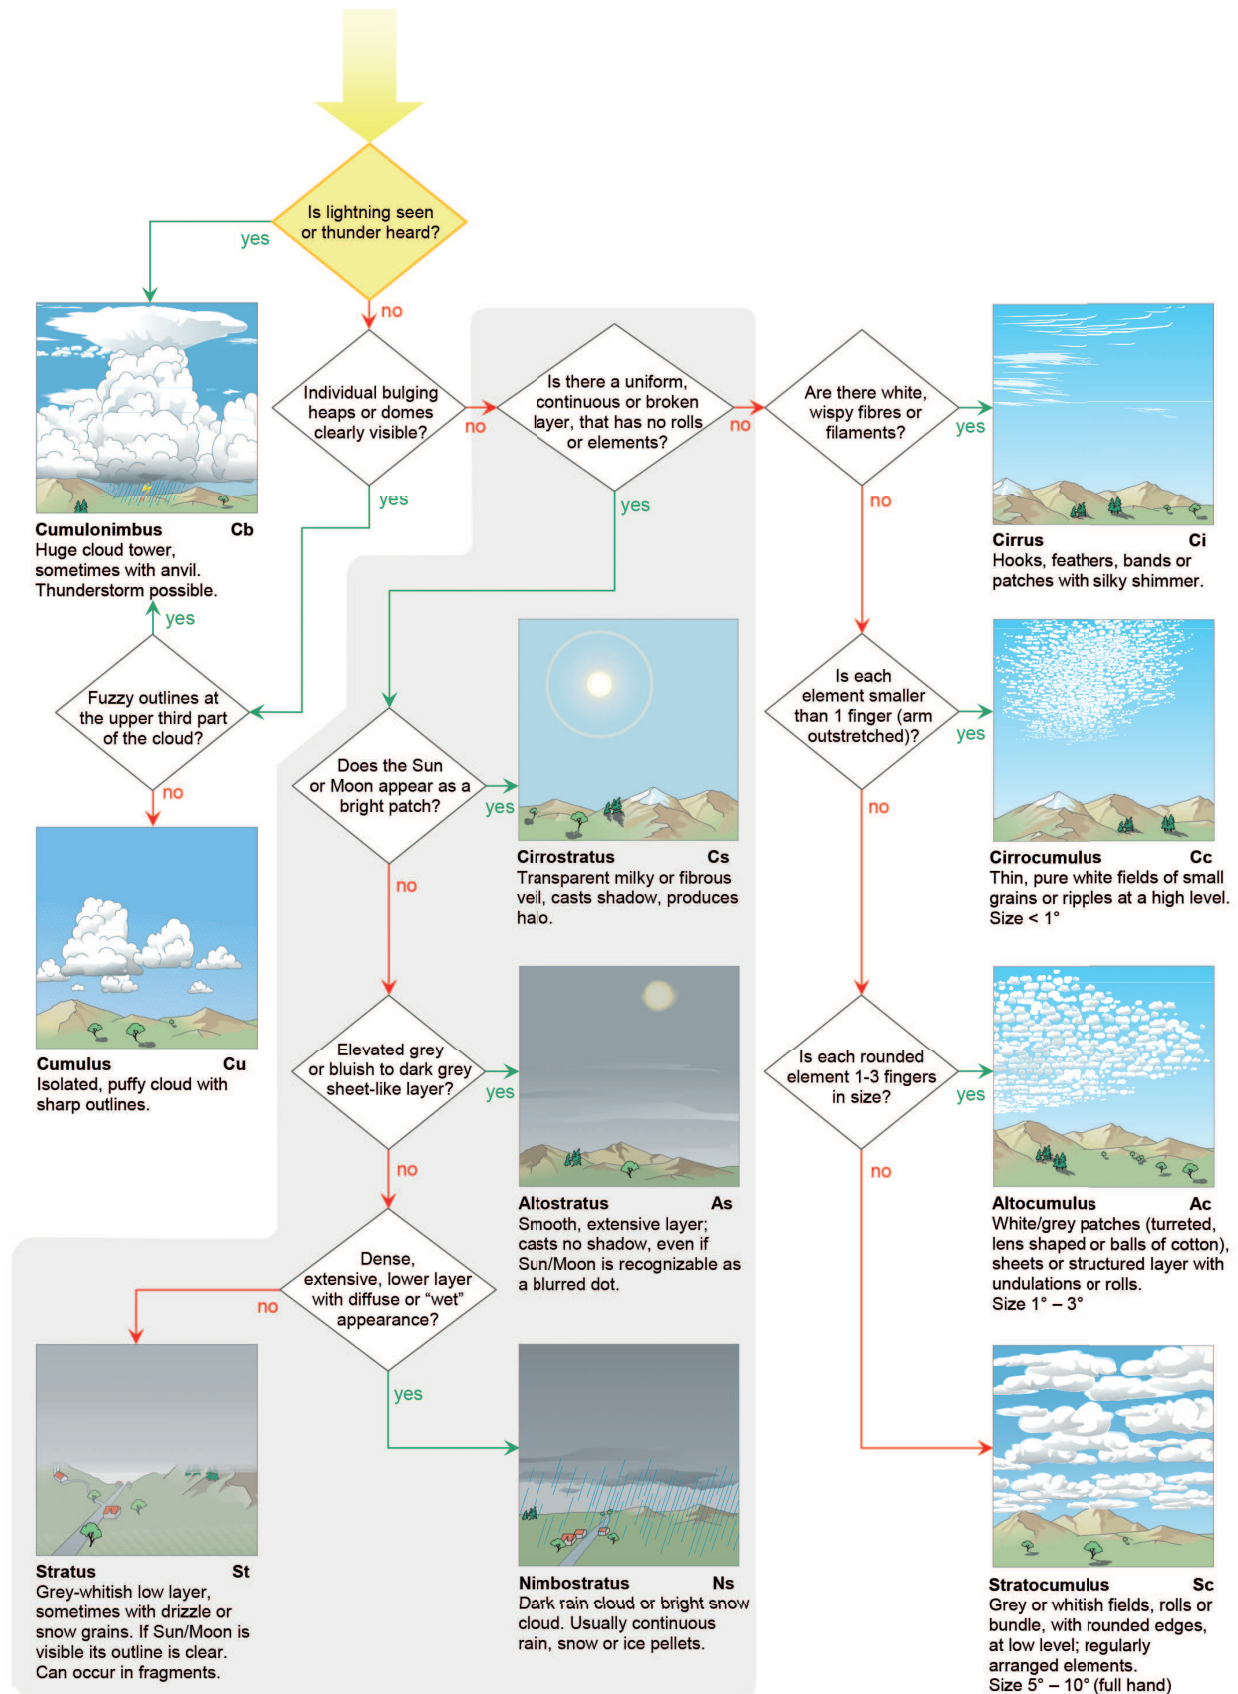 Is lightning seen
or thunder heard?
yes
no
Individual bulging
heaps or domes
clearly visible?
no
yes
Is there a uniform,
continuous or broken
layer, that has no rolls
or elements?
no
yes
Are there white,
wispy fibres or
filaments?
yes
no
Cumulonimbus Cb
Huge cloud tower,
sometimes with anvil.
Thunderstorm possible.
yes
Cirrus Ci
Hooks, feathers, bands or
patches with silky shimmer.
Fuzzy outlines at
the upper third part
of the cloud?
no
Does the Sun
or Moon appear as a
bright patch?
yes
no
Is each
element smaller
than 1 finger (arm
outstretched)?
yes
no
Cirrostratus Cs
Transparent milky or fibrous
veil, casts shadow, produces
halo.
Cirrocumulus Cc
Thin, pure white fields of small
grains or ripples at a high level.
Size < 1°
Cumulus Cu
Isolated, puffy cloud with
sharp outlines.
Elevated grey
or bluish to dark grey
sheet-like layer?
yes
no
Is each rounded
element 1-3 fingers
in size?
yes
no
Altostratus As
Smooth, extensive layer;
casts no shadow, even if
Sun/Moon is recognizable as
a blurred dot.
Altocumulus Ac
White/grey patches (turreted,
lens shaped or balls of cotton),
sheets or structured layer with
undulations or rolls.
Size 1° – 3°
Dense,
extensive, lower layer
with diffuse or “wet”
appearance?
no
yes
Stratus St
Grey-whitish low layer,
sometimes with drizzle or
snow grains. If Sun/Moon is
visible its outline is clear.
Can occur in fragments.
Nimbostratus Ns
Dark rain cloud or bright snow
cloud. Usually continuous
rain, snow or ice pellets.
Stratocumulus Sc
Grey or whitish fields, rolls or
bundle, with rounded edges,
at low level; regularly
arranged elements.
Size 5° – 10° (full hand)